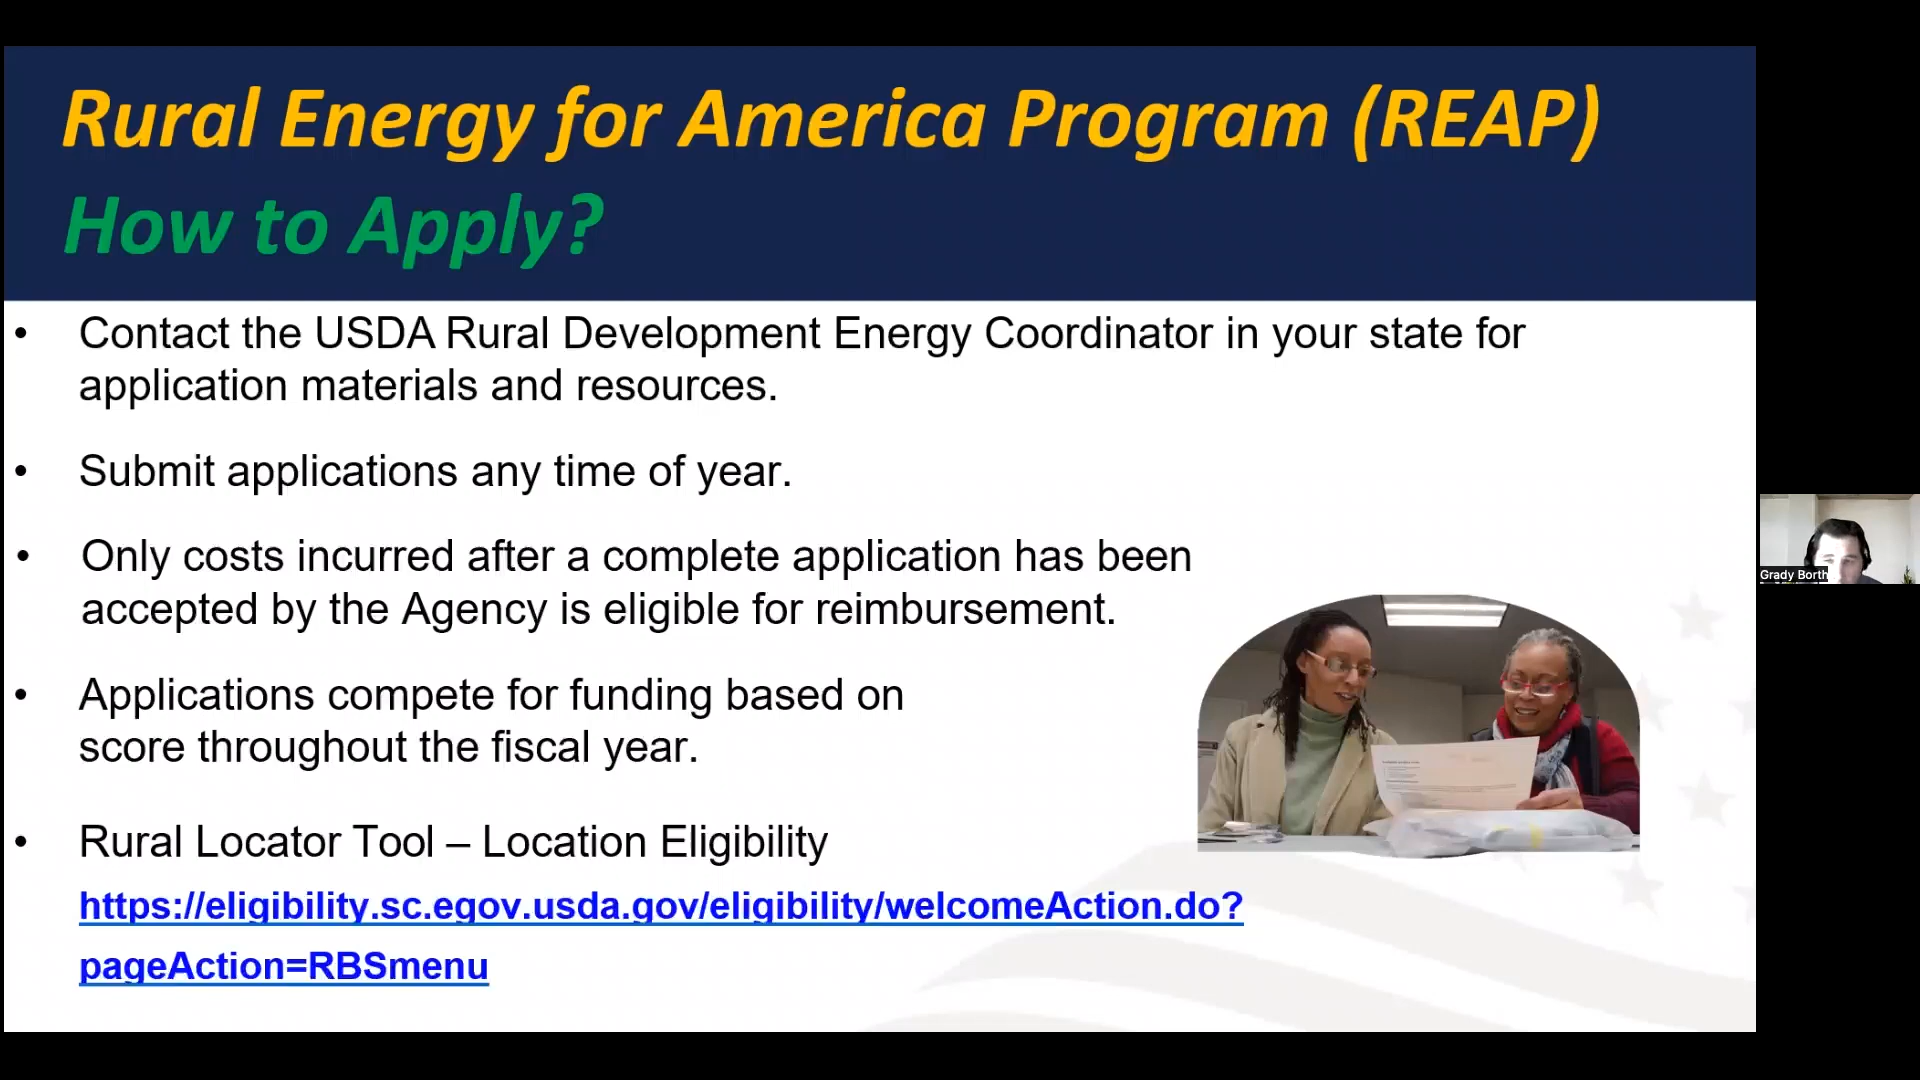 Rural Energy for America Program (REAP)
How to Apply?
• Contact the USDA Rural Development Energy Coordinator in your state for
application materials and resources.
• Submit applications any time of year.
• Only costs incurred after a complete application has been
accepted by the Agency is eligible for reimbursement.
• Applications compete for funding based on
score throughout the fiscal year.
• Rural Locator Tool – Location Eligibility
https://eligibility.sc.egov.usda.gov/eligibility/welcomeAction.do?
pageAction=RBSmenu
Grady Borth